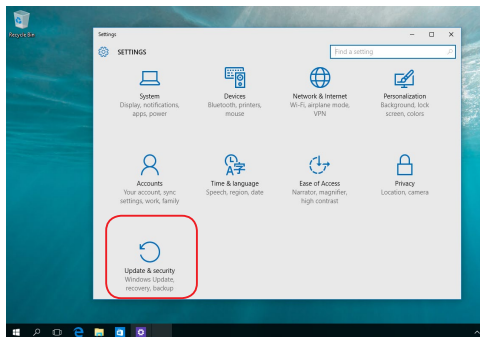 Recycle Bin
Settings
SETTINGS
Find a setting
System
Display, notifications,
apps, power
Devices
Bluetooth, printers,
mouse
Network & Internet
Wi-Fi, airplane mode,
VPN
Personalization
Background, lock
screen, colors
Accounts
Your account, sync
settings, work, family
Time & language
Speech, region, date
Ease of Access
Narrator, magnifier,
high contrast
Privacy
Location, camera
Update & security
Windows Update,
recovery, backup